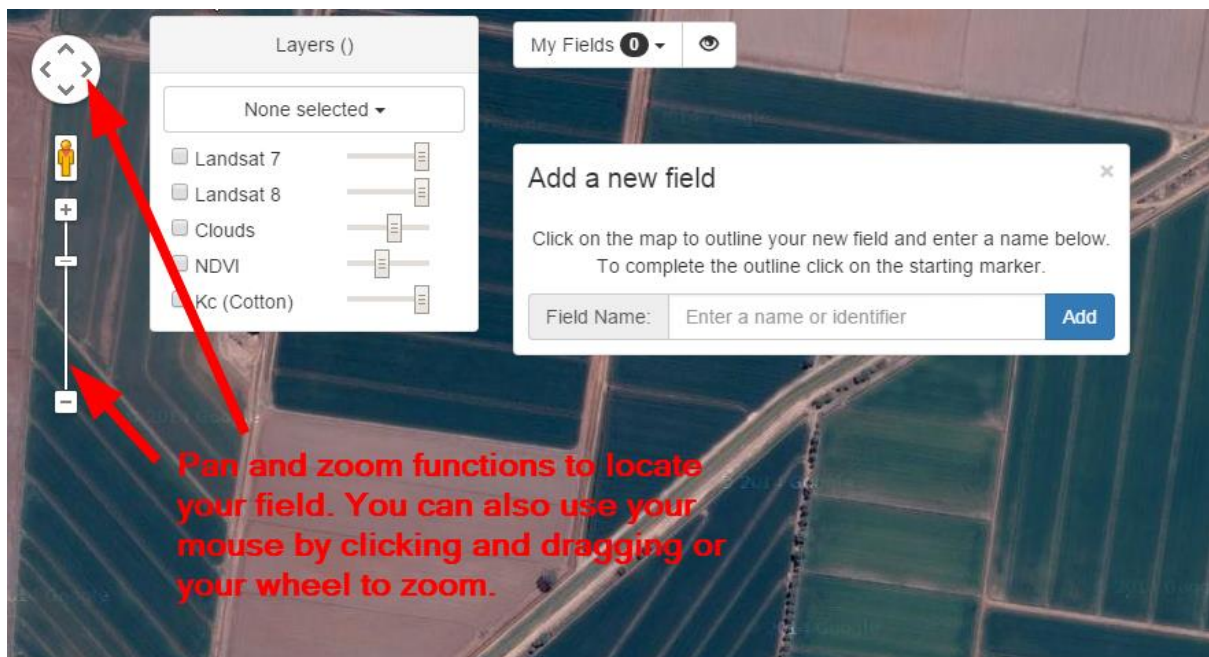 Layers ()
None selected
Landsat 7
Landsat 8
Clouds
NDVI
Kc (Cotton)
My Fields 0
Add a new field
×
Click on the map to outline your new field and enter a name below.
To complete the outline click on the starting marker.
Field Name:
Enter a name or identifier
Add
Pan and zoom functions to locate
your field. You can also use your
mouse by clicking and dragging or
your wheel to zoom.